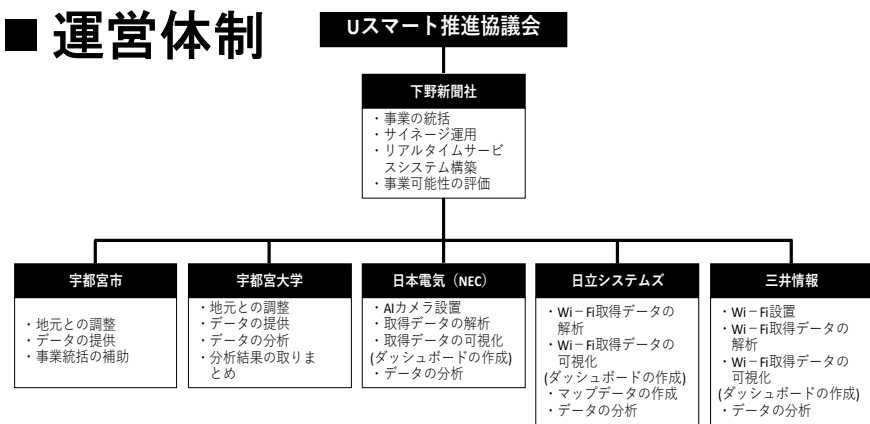 ■ 運営体制
Uスマート推進協議会
下野新聞社
・事業の統括
・サイネージ運用
・リアルタイムサービ
スシステム構築
・事業可能性の評価
宇都宮市
・地元との調整
・データの提供
・事業統括の補助
宇都宮大学
・地元との調整
・データの提供
・データの分析
・分析結果の取りま
とめ
日本電気（NEC）
・AIカメラ設置
・取得データの解析
・取得データの可視化
(ダッシュボードの作成)
・データの分析
日立システムズ
・Wi－Fi取得データの
解析
・Wi－Fi取得データの
可視化
(ダッシュボードの作成)
・マップデータの作成
・データの分析
三井情報
・Wi－Fi設置
・Wi－Fi取得データの
解析
・Wi－Fi取得データの
可視化
(ダッシュボードの作成)
・データの分析